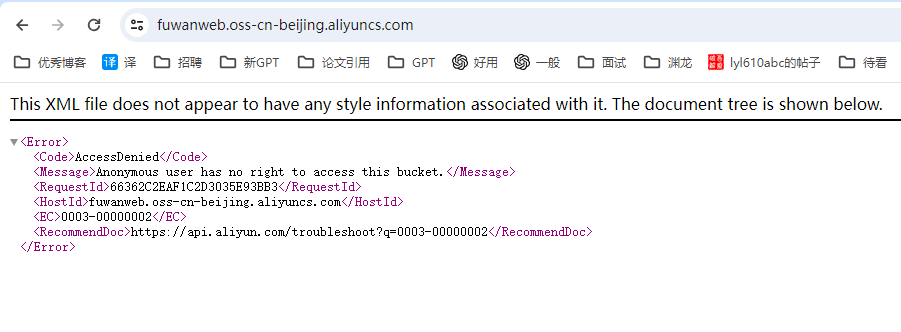 fuwanweb.oss-cn-beijing.aliyuncs.com
优秀博客 译 译 招聘 新GPT 论文引用 GPT 好用 一般 面试 渊龙 lyl610abc的帖子 待看
This XML file does not appear to have any style information associated with it. The document tree is shown below.
<Error>
<Code>AccessDenied</Code>
<Message>Anonymous user has no right to access this bucket.</Message>
<RequestId>66362C2EAF1C2D3035E93BB3</RequestId>
<HostId>fuwanweb.oss-cn-beijing.aliyuncs.com</HostId>
<EC>0003-00000002</EC>
<RecommendDoc>https://api.aliyun.com/troubleshoot?q=0003-00000002</RecommendDoc>
</Error>